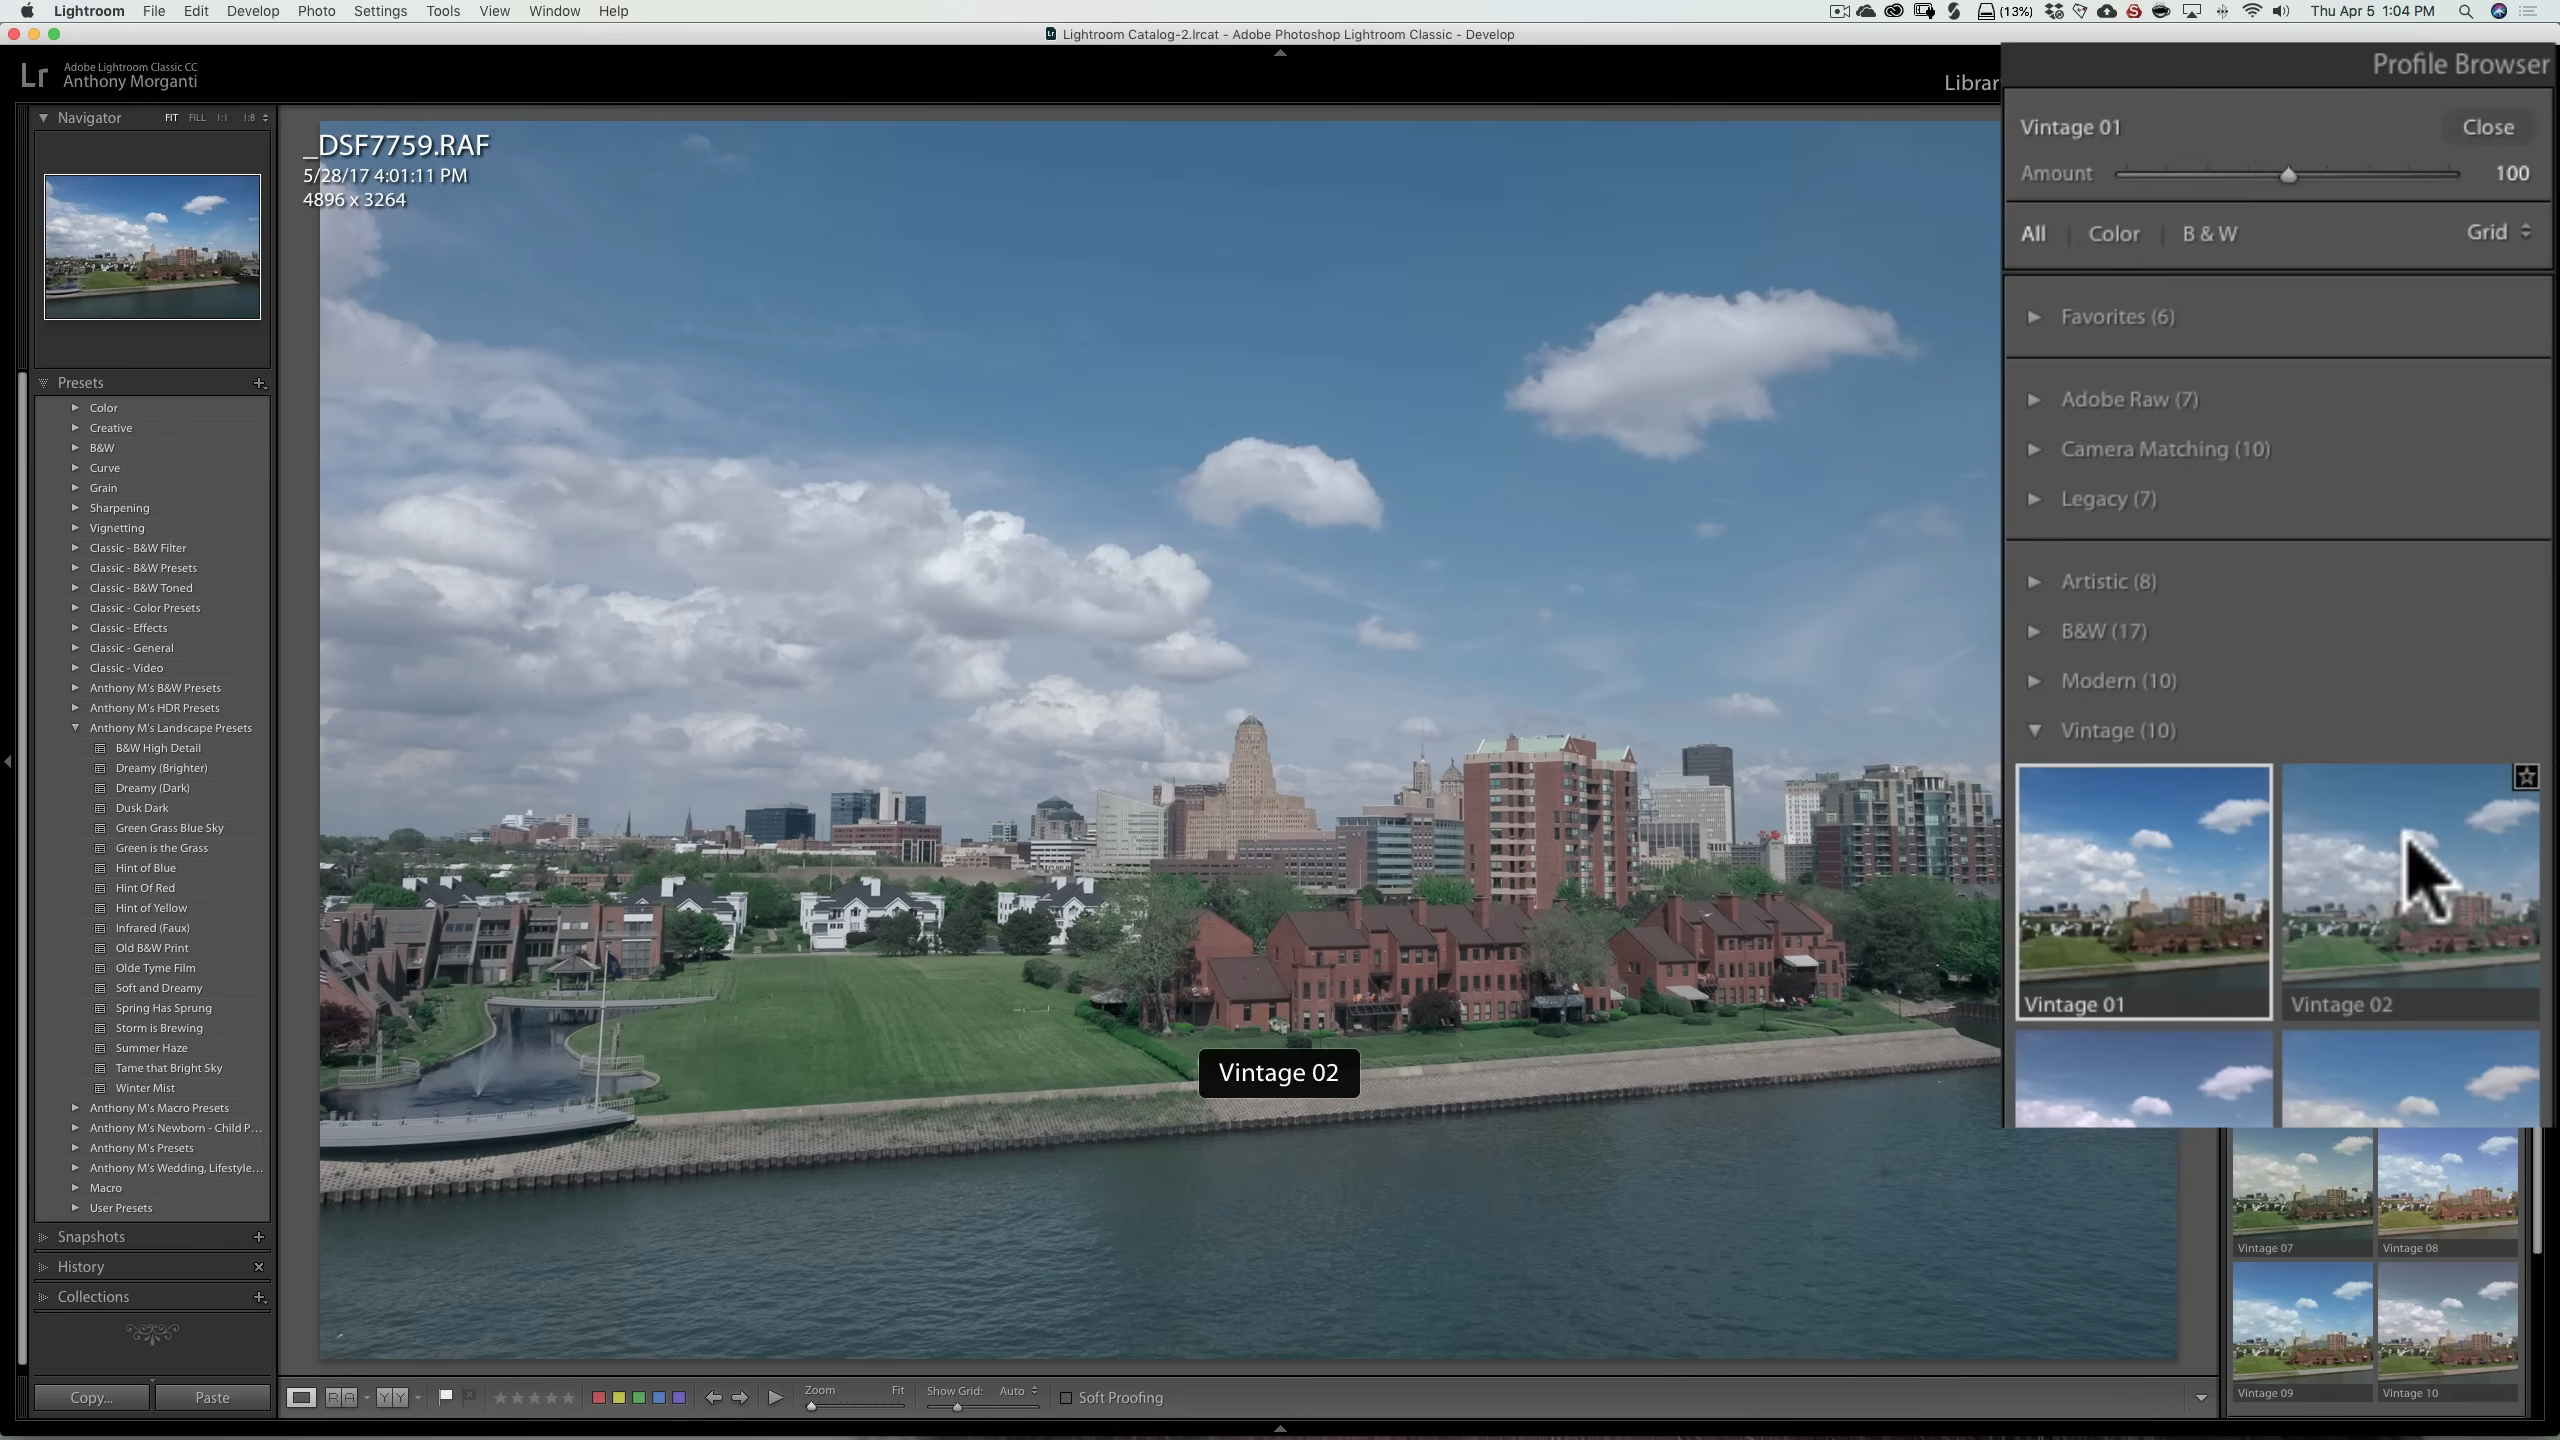 Lightroom File Edit Develop Photo Settings Tools View Window Help
(13%) Thu Apr 5 1:04 PM
Lightroom Catalog-2.lrcat - Adobe Photoshop Lightroom Classic - Develop
Lr
Adobe Lightroom Classic CC
Anthony Morganti
Librar
Navigator FIT FILL 1:1 1:8
Presets
Color
Creative
B&W
Curve
Grain
Sharpening
Vignetting
Classic - B&W Filter
Classic - B&W Presets
Classic - B&W Toned
Classic - Color Presets
Classic - Effects
Classic - General
Classic - Video
Anthony M's B&W Presets
Anthony M's HDR Presets
Anthony M's Landscape Presets
B&W High Detail
Dreamy (Brighter)
Dreamy (Dark)
Dusk Dark
Green Grass Blue Sky
Green is the Grass
Hint of Blue
Hint Of Red
Hint of Yellow
Infrared (Faux)
Old B&W Print
Olde Tyme Film
Soft and Dreamy
Spring Has Sprung
Storm is Brewing
Summer Haze
Tame that Bright Sky
Winter Mist
Anthony M's Macro Presets
Anthony M's Newborn - Child P...
Anthony M's Presets
Anthony M's Wedding, Lifestyle...
Macro
User Presets
Snapshots
History
Collections
Copy... Paste
_DSF7759.RAF
5/28/17 4:01:11 PM
4896 x 3264
Vintage 02
R A Y Y Zoom Fit Show Grid: Auto Soft Proofing
Profile Browser
Vintage 01 Close
Amount 100
All Color B & W Grid
Favorites (6)
Adobe Raw (7)
Camera Matching (10)
Legacy (7)
Artistic (8)
B&W (17)
Modern (10)
Vintage (10)
Vintage 01 Vintage 02
Vintage 07 Vintage 08
Vintage 09 Vintage 10